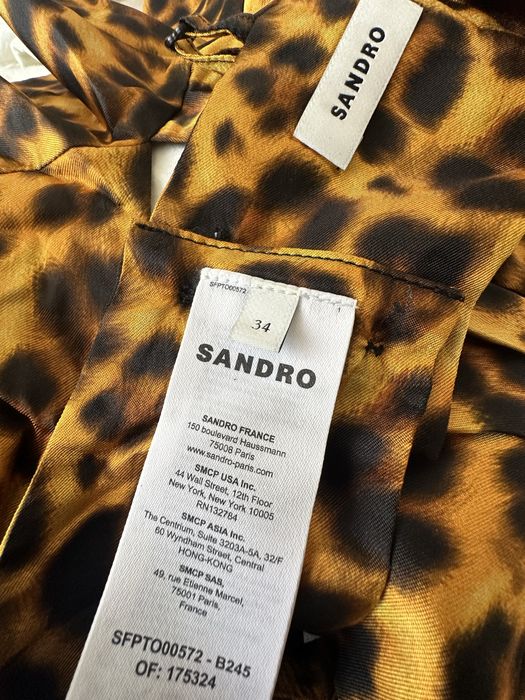 SANDRO
SFPTO00572
1
34
SANDRO
SANDRO FRANCE
150 boulevard Haussmann
75008 Paris
www.sandro-paris.com
SMCP USA Inc.
44 Wall Street, 12th Floor
New York, New York 10005
RN132784
SMCP ASIA Inc.
The Centrium, Suite 3203A-5A, 32/F
60 Wyndham Street, Central
HONG-KONG
SMCP SAS,
49, rue Etienne Marcel,
75001 Paris,
France
SFPTO00572 - B245
OF: 175324